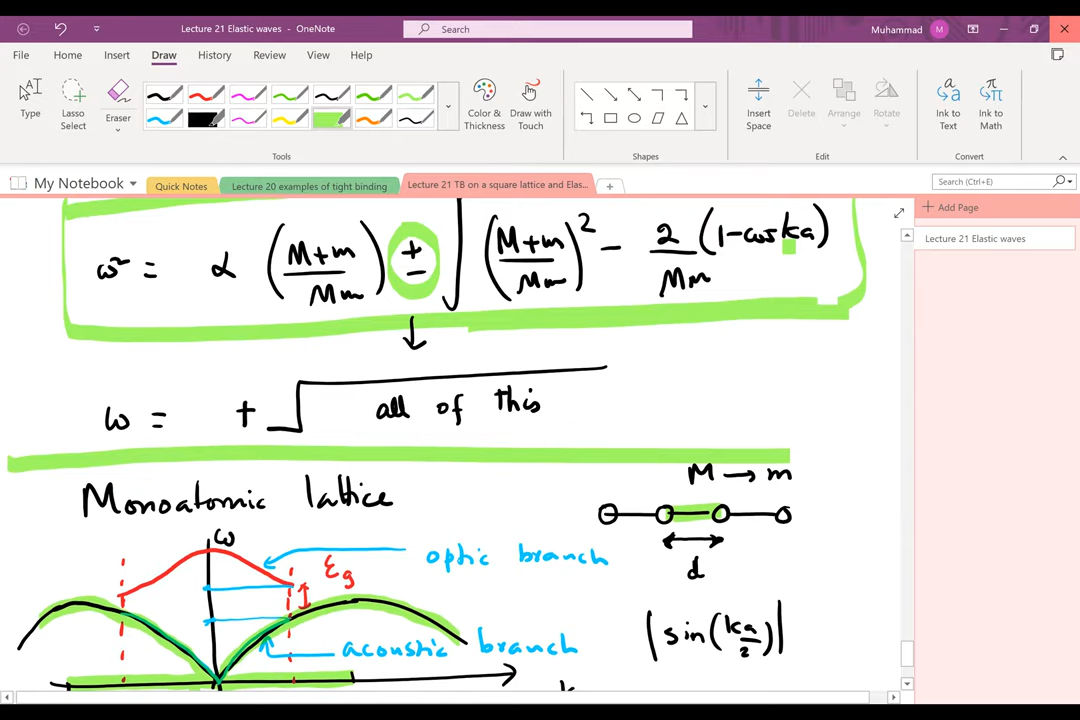 Lecture 21 Elastic waves - OneNote
Search
Muhammad
M
File Home Insert Draw History Review View Help
Type
Lasso Select
Eraser
Color & Thickness
Draw with Touch
Insert Space
Delete
Arrange
Rotate
Ink to Text
Ink to Math
Tools
Shapes
Edit
Convert
My Notebook
Quick Notes
Lecture 20 examples of tight binding
Lecture 21 TB on a square lattice and Elas...
Search (Ctrl+E)
Add Page
Lecture 21 Elastic waves
ω² = α (M+m / Mm) ± √ (M+m / Mm)² − 2/Mm (1-cos ka)
ω = + √ all of this
Monoatomic lattice
M → m
d
ω
optic branch
εg
acoustic branch
|sin(ka/2)|